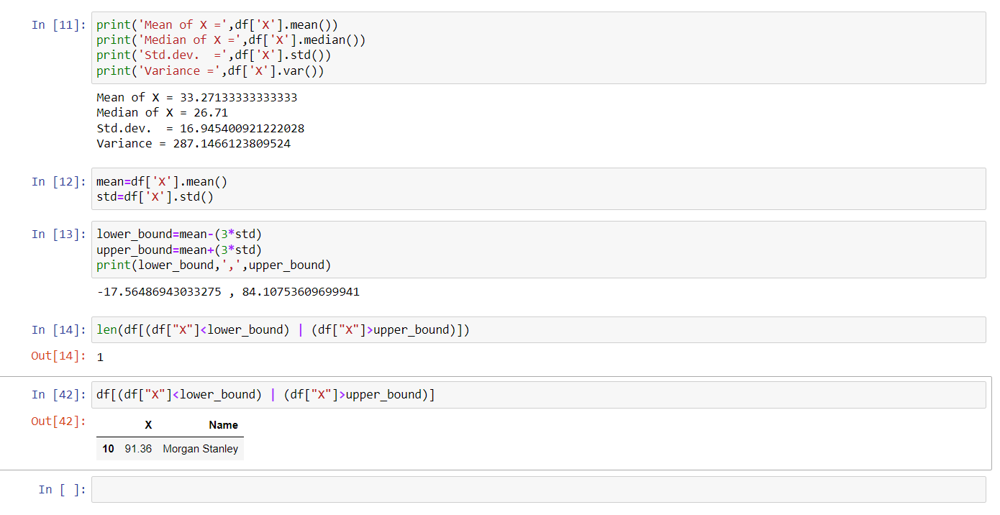 In [11]: print('Mean of X =',df['X'].mean())
print('Median of X =',df['X'].median())
print('Std.dev.  =',df['X'].std())
print('Variance =',df['X'].var())
Mean of X = 33.27133333333333
Median of X = 26.71
Std.dev.  = 16.945400921222028
Variance = 287.1466123809524
In [12]: mean=df['X'].mean()
std=df['X'].std()
In [13]: lower_bound=mean-(3*std)
upper_bound=mean+(3*std)
print(lower_bound,',',upper_bound)
-17.56486943033275 , 84.10753609699941
In [14]: len(df[(df["X"]<lower_bound) | (df["X"]>upper_bound)])
Out[14]: 1
In [42]: df[(df["X"]<lower_bound) | (df["X"]>upper_bound)]
Out[42]:
X Name
10 91.36 Morgan Stanley
In [ ]: